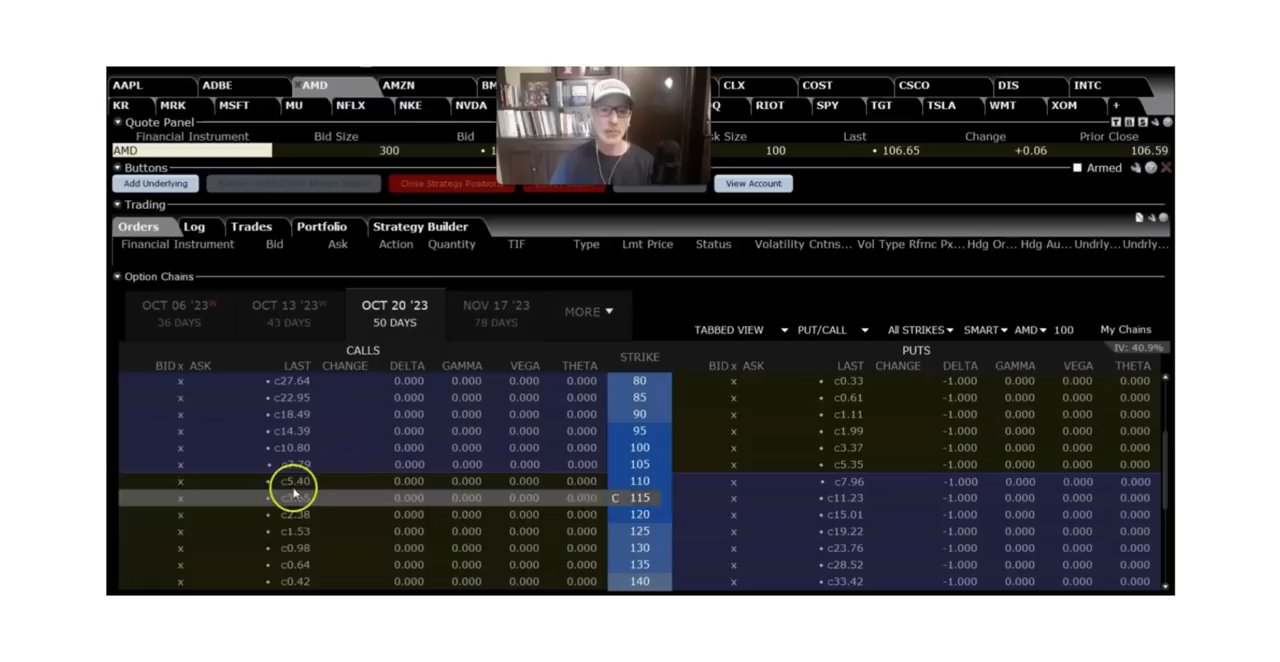 AAPL ADBE AMD AMZN CLX COST CSCO DIS INTC
KR MRK MSFT MU NFLX NKE NVDA RIOT SPY TGT TSLA WMT XOM +
Quote Panel
Financial Instrument Bid Size Bid Size Last Change Prior Close
AMD 300 100 • 106.65 +0.06 106.59
Buttons Armed
Add Underlying Close Strategy Positions View Account
Trading
Orders Log Trades Portfolio Strategy Builder
Financial Instrument Bid Ask Action Quantity TIF Type Lmt Price Status Volatility Cntns... Vol Type Rfrnc Px... Hdg Or... Hdg Au... Undrly... Undrly...
Option Chains
OCT 06 '23W OCT 13 '23W OCT 20 '23 NOV 17 '23 MORE ▼
36 DAYS 43 DAYS 50 DAYS 78 DAYS
TABBED VIEW ▼ PUT/CALL ▼ All STRIKES ▼ SMART ▼ AMD ▼ 100 My Chains
CALLS STRIKE PUTS IV: 40.9%
BID x ASK LAST CHANGE DELTA GAMMA VEGA THETA BID x ASK LAST CHANGE DELTA GAMMA VEGA THETA
x • c27.64 0.000 0.000 0.000 0.000 80 x • c0.33 -1.000 0.000 0.000 0.000
x • c22.95 0.000 0.000 0.000 0.000 85 x • c0.61 -1.000 0.000 0.000 0.000
x • c18.49 0.000 0.000 0.000 0.000 90 x • c1.11 -1.000 0.000 0.000 0.000
x • c14.39 0.000 0.000 0.000 0.000 95 x • c1.99 -1.000 0.000 0.000 0.000
x • c10.80 0.000 0.000 0.000 0.000 100 x • c3.37 -1.000 0.000 0.000 0.000
x • c7.79 0.000 0.000 0.000 0.000 105 x • c5.35 -1.000 0.000 0.000 0.000
x • c5.40 0.000 0.000 0.000 0.000 110 x • c7.96 -1.000 0.000 0.000 0.000
x • 0.000 0.000 0.000 -0.000 C 115 x • c11.23 -1.000 0.000 0.000 0.000
x • c2.38 0.000 0.000 0.000 0.000 120 x • c15.01 -1.000 0.000 0.000 0.000
x • c1.53 0.000 0.000 0.000 0.000 125 x • c19.22 -1.000 0.000 0.000 0.000
x • c0.98 0.000 0.000 0.000 0.000 130 x • c23.76 -1.000 0.000 0.000 0.000
x • c0.64 0.000 0.000 0.000 0.000 135 x • c28.52 -1.000 0.000 0.000 0.000
x • c0.42 0.000 0.000 0.000 0.000 140 x • c33.42 -1.000 0.000 0.000 0.000